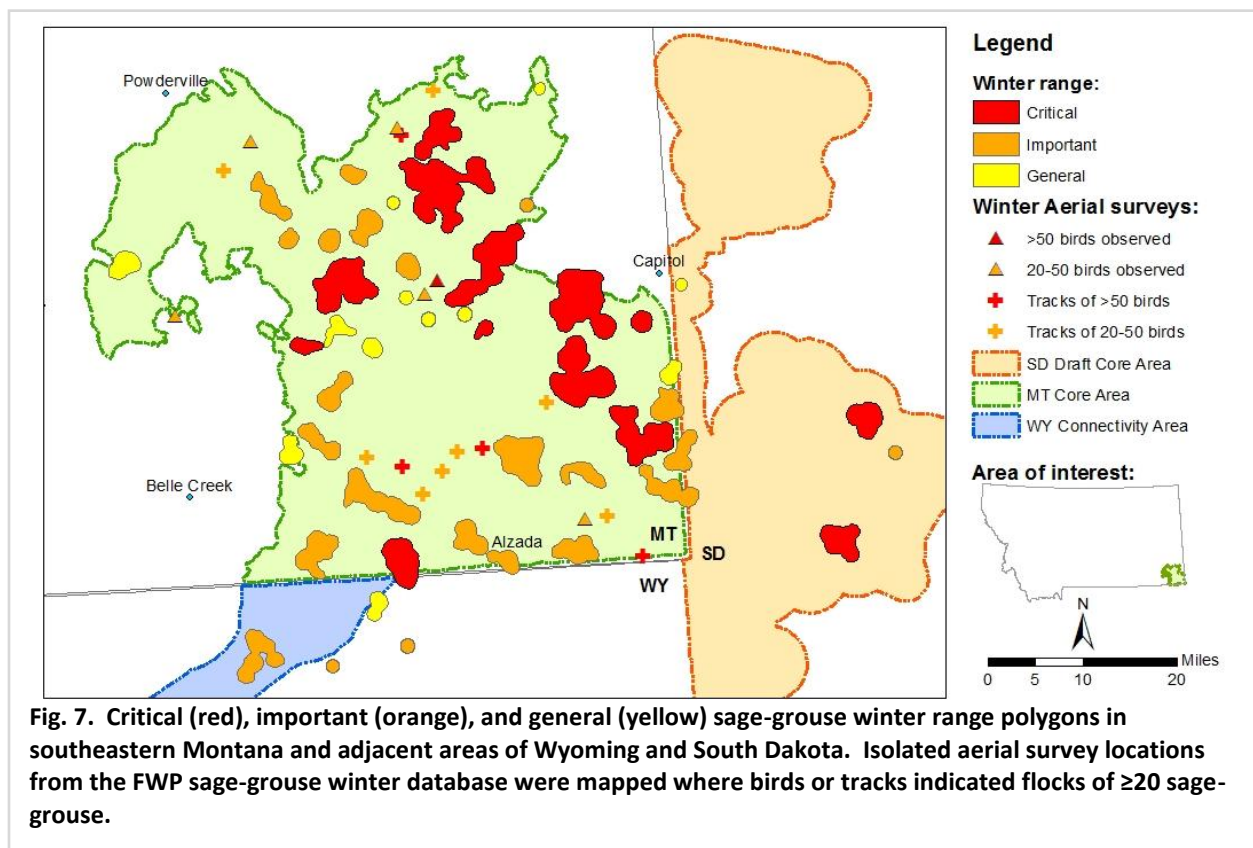 Powderville
Capitol
Belle Creek
Alzada
MT
SD
WY
Legend
Winter range:
Critical
Important
General
Winter Aerial surveys:
>50 birds observed
20-50 birds observed
Tracks of >50 birds
Tracks of 20-50 birds
SD Draft Core Area
MT Core Area
WY Connectivity Area
Area of interest:
N
Miles
0 5 10 20
Fig. 7. Critical (red), important (orange), and general (yellow) sage-grouse winter range polygons in
southeastern Montana and adjacent areas of Wyoming and South Dakota. Isolated aerial survey locations
from the FWP sage-grouse winter database were mapped where birds or tracks indicated flocks of ≥20 sage-
grouse.